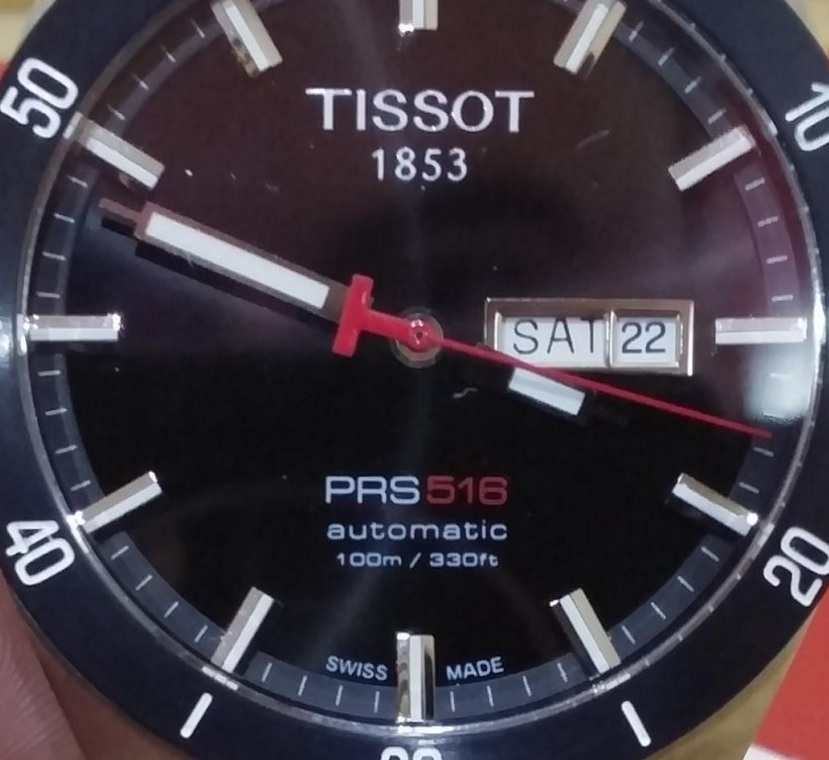 50
10
TISSOT
1853
SAT 22
PRS516
automatic
100m / 330ft
40
20
SWISS MADE